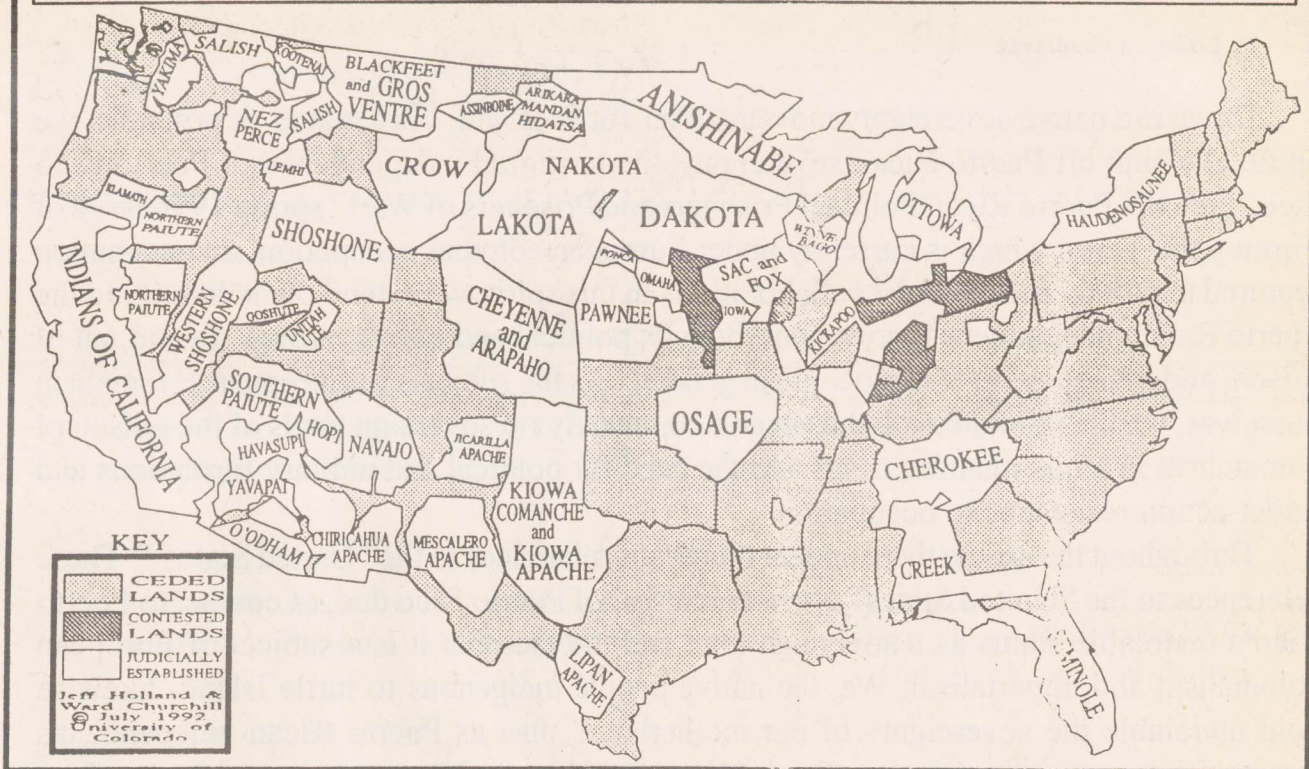 YAKIMA
SALISH
KOOTENAI
BLACKFEET
and GROS
VENTRE
ASSINBOINE
ARIKARA
MANDAN
HIDATSA
ANISHINABE
NEZ
PERCE
SALISH
LEMHI
CROW
NAKOTA
LAKOTA
DAKOTA
WINNE
BAGO
OTTOWA
HAUDENOSAUNEE
KLAMATH
NORTHERN
PAIUTE
SHOSHONE
PONCA
OMAHA
SAC and
FOX
IOWA
KICKAPOO
INDIANS OF CALIFORNIA
NORTHERN
PAIUTE
WESTERN
SHOSHONE
GOSHUTE
UINTAH
UTE
CHEYENNE
and
ARAPAHO
PAWNEE
SOUTHERN
PAIUTE
HOPI
HAVASUPI
NAVAJO
JICARILLA
APACHE
OSAGE
CHEROKEE
YAVAPAI
O'ODHAM
CHIRICAHUA
APACHE
MESCALERO
APACHE
KIOWA
COMANCHE
and
KIOWA
APACHE
CREEK
LIPAN
APACHE
SEMINOLE
KEY
CEDED
LANDS
CONTESTED
LANDS
JUDICIALLY
ESTABLISHED
Jeff Holland &
Ward Churchill
© July 1992
University of
Colorado